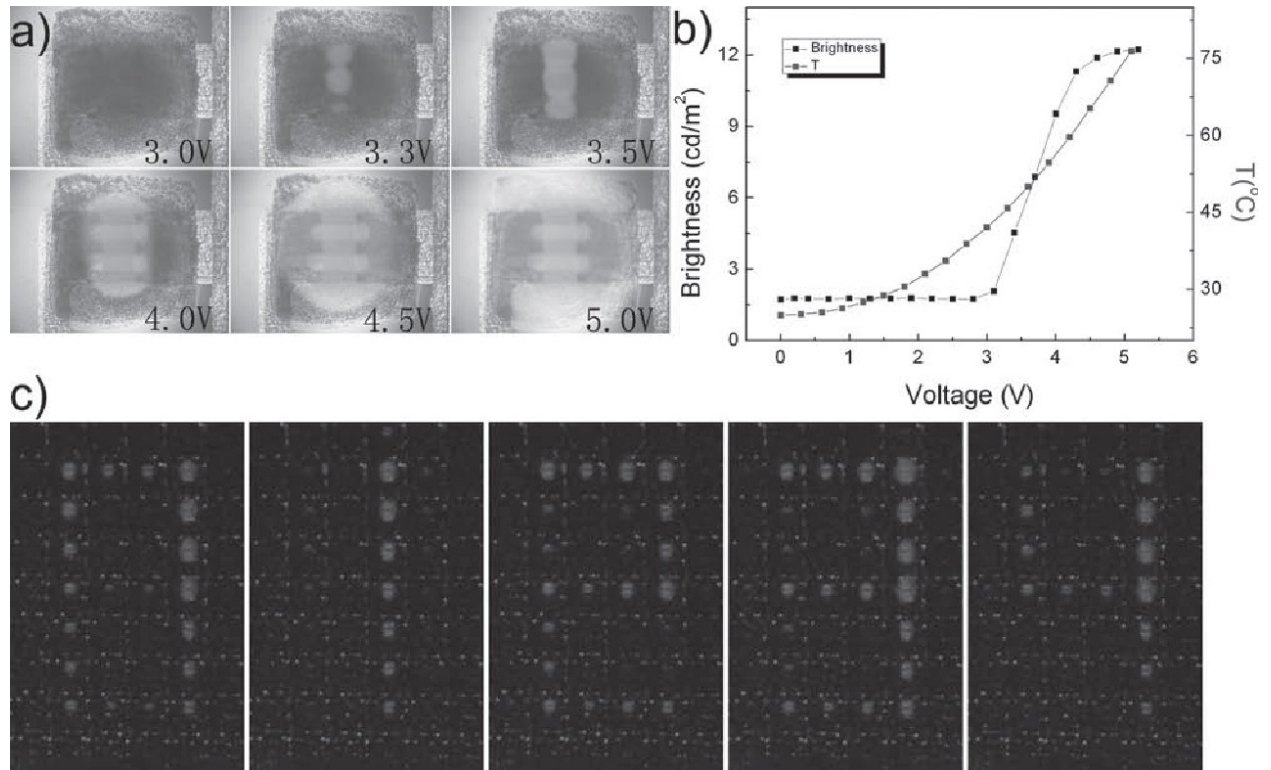 a)
3.0V
3.3V
3.5V
4.0V
4.5V
5.0V
b)
Brightness
T
Brightness (cd/m²)
12
9
6
3
0
75
60
45
30
T(°C)
0 1 2 3 4 5 6
Voltage (V)
c)